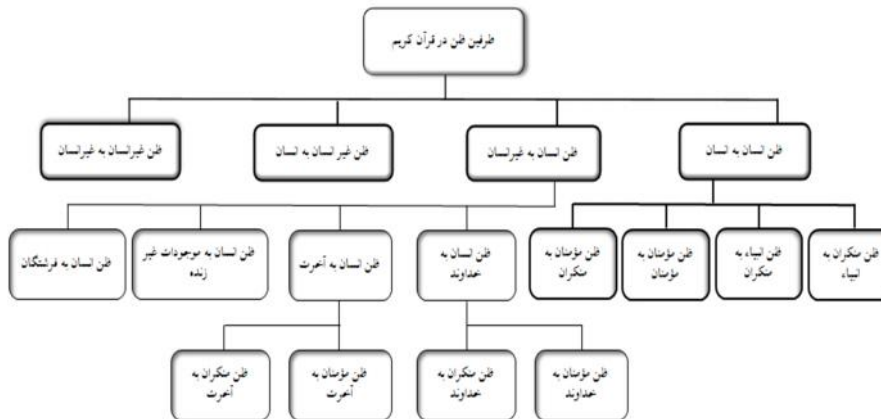 طرفین ظن در قرآن کریم
ظن انسان به انسان
ظن انسان به غیرانسان
ظن غیر انسان به انسان
ظن غیرانسان به غیرانسان
ظن منکران به
انبیاء
ظن انبیاء به
منکران
ظن مؤمنان به
مؤمنان
ظن مؤمنان به
منکران
ظن انسان به
خداوند
ظن انسان به آخرت
ظن انسان به موجودات غیر
زنده
ظن انسان به فرشتگان
ظن مؤمنان به
خداوند
ظن منکران به
خداوند
ظن مؤمنان به
آخرت
ظن منکران به
آخرت